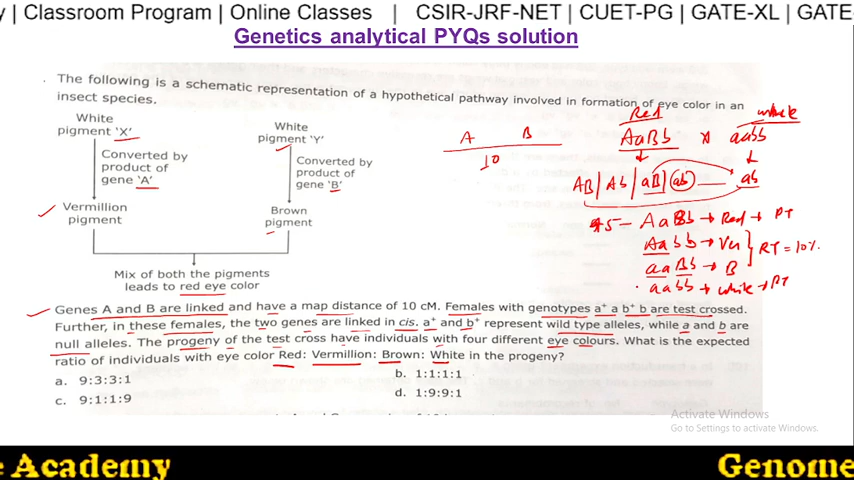 y | Classroom Program | Online Classes | CSIR-JRF-NET | CUET-PG | GATE-XL | GATE-
Genetics analytical PYQs solution
The following is a schematic representation of a hypothetical pathway involved in formation of eye color in an
insect species.
White
pigment 'X'
Converted by
product of
gene 'A'
Vermillion
pigment
White
pigment 'Y'
Converted by
product of
gene 'B'
Brown
pigment
Mix of both the pigments
leads to red eye color
A B
10
Red white
AaBb x aabb
AB | Ab | aB | ab ab
45 - AaBb → Red → PT
Aabb → Ver
aaBb → B
RT = 10%
aabb → white → PT
Genes A and B are linked and have a map distance of 10 cM. Females with genotypes a⁺ a b⁺ b are test crossed.
Further, in these females, the two genes are linked in cis. a⁺ and b⁺ represent wild type alleles, while a and b are
null alleles. The progeny of the test cross have individuals with four different eye colours. What is the expected
ratio of individuals with eye color Red: Vermillion: Brown: White in the progeny?
a. 9:3:3:1
b. 1:1:1:1
c. 9:1:1:9
d. 1:9:9:1
Activate Windows
Go to Settings to activate Windows.
e Academy
Genome